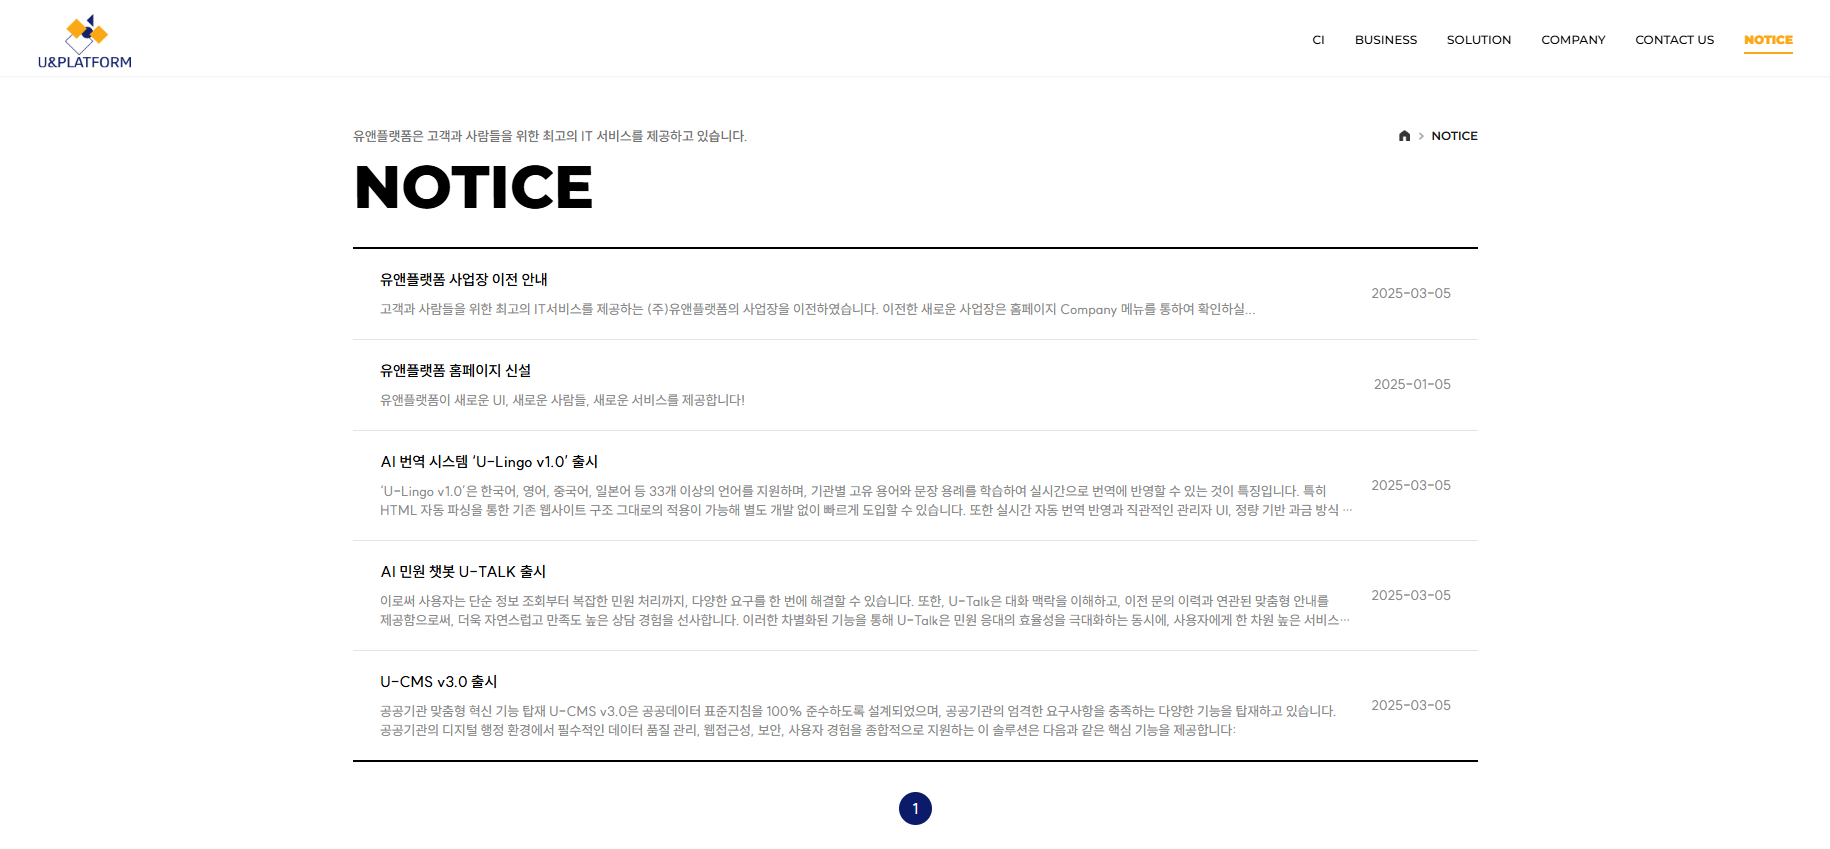 U&PLATFORM
CI BUSINESS SOLUTION COMPANY CONTACT US NOTICE
유앤플랫폼은 고객과 사람들을 위한 최고의 IT 서비스를 제공하고 있습니다.
NOTICE
NOTICE
유앤플랫폼 사업장 이전 안내
고객과 사람들을 위한 최고의 IT서비스를 제공하는 (주)유앤플랫폼의 사업장을 이전하였습니다. 이전한 새로운 사업장은 홈페이지 Company 메뉴를 통하여 확인하실...
2025-03-05
유앤플랫폼 홈페이지 신설
유앤플랫폼이 새로운 UI, 새로운 사람들, 새로운 서비스를 제공합니다!
2025-01-05
AI 번역 시스템 ‘U-Lingo v1.0’ 출시
‘U-Lingo v1.0’은 한국어, 영어, 중국어, 일본어 등 33개 이상의 언어를 지원하며, 기관별 고유 용어와 문장 용례를 학습하여 실시간으로 번역에 반영할 수 있는 것이 특징입니다. 특히
HTML 자동 파싱을 통한 기존 웹사이트 구조 그대로의 적용이 가능해 별도 개발 없이 빠르게 도입할 수 있습니다. 또한 실시간 자동 번역 반영과 직관적인 관리자 UI, 정량 기반 과금 방식 …
2025-03-05
AI 민원 챗봇 U-TALK 출시
이로써 사용자는 단순 정보 조회부터 복잡한 민원 처리까지, 다양한 요구를 한 번에 해결할 수 있습니다. 또한, U-Talk은 대화 맥락을 이해하고, 이전 문의 이력과 연관된 맞춤형 안내를
제공함으로써, 더욱 자연스럽고 만족도 높은 상담 경험을 선사합니다. 이러한 차별화된 기능을 통해 U-Talk은 민원 응대의 효율성을 극대화하는 동시에, 사용자에게 한 차원 높은 서비스…
2025-03-05
U-CMS v3.0 출시
공공기관 맞춤형 혁신 기능 탑재 U-CMS v3.0은 공공데이터 표준지침을 100% 준수하도록 설계되었으며, 공공기관의 엄격한 요구사항을 충족하는 다양한 기능을 탑재하고 있습니다.
공공기관의 디지털 행정 환경에서 필수적인 데이터 품질 관리, 웹접근성, 보안, 사용자 경험을 종합적으로 지원하는 이 솔루션은 다음과 같은 핵심 기능을 제공합니다:
2025-03-05
1